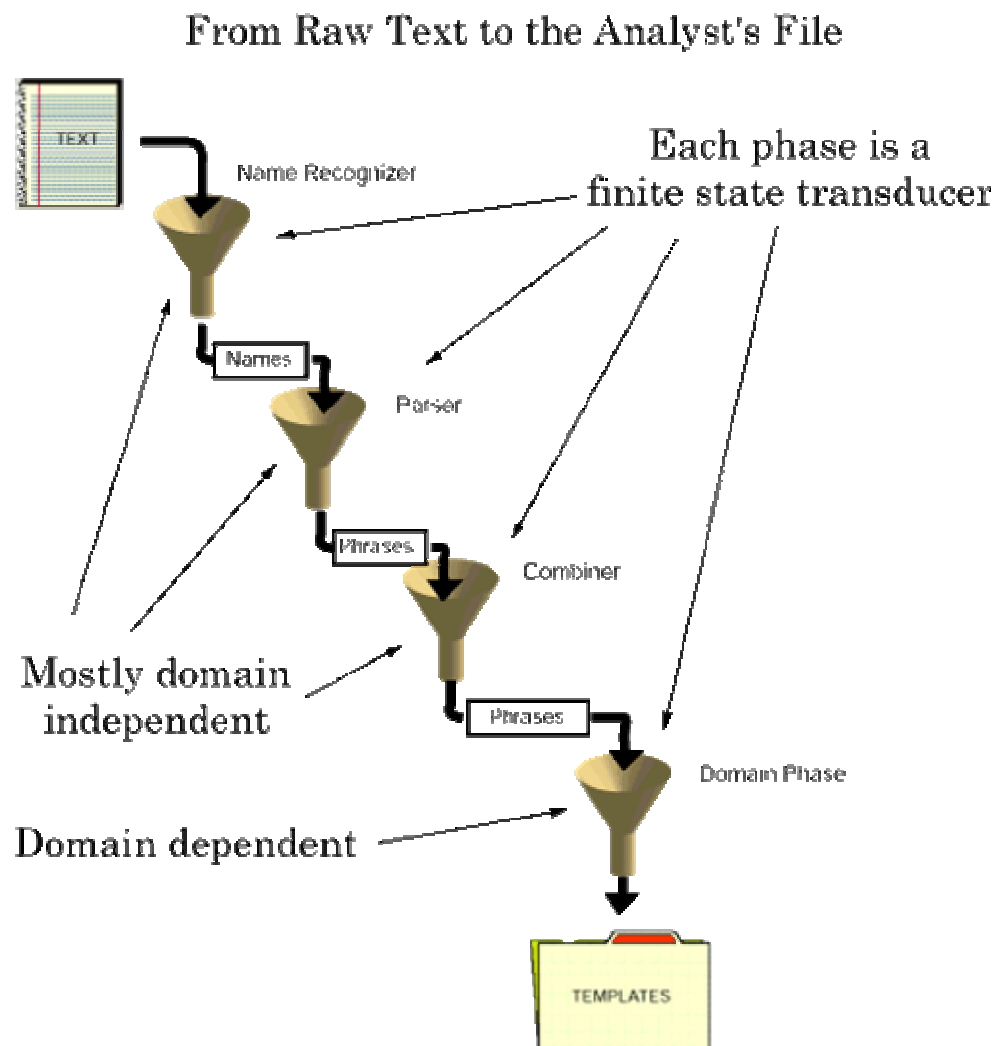 From Raw Text to the Analyst's File
TEXT
Name Recognizer
Each phase is a
finite state transducer
Names
Parser
Phrases
Combiner
Mostly domain
independent
Phrases
Domain Phase
Domain dependent
TEMPLATES